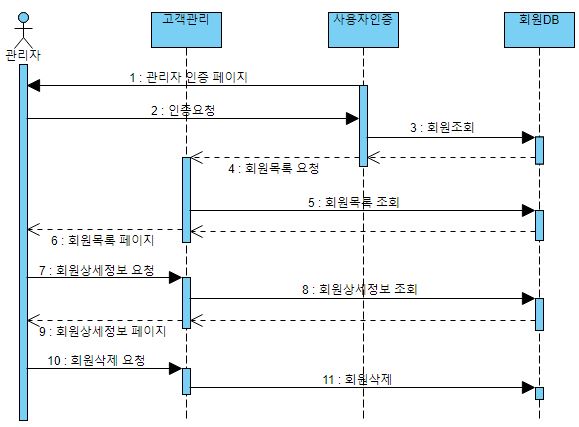 고객관리
사용자인증
회원DB
관리자
1 : 관리자 인증 페이지
2 : 인증요청
3 : 회원조회
4 : 회원목록 요청
5 : 회원목록 조회
6 : 회원목록 페이지
7 : 회원상세정보 요청
8 : 회원상세정보 조회
9 : 회원상세정보 페이지
10 : 회원삭제 요청
11 : 회원삭제